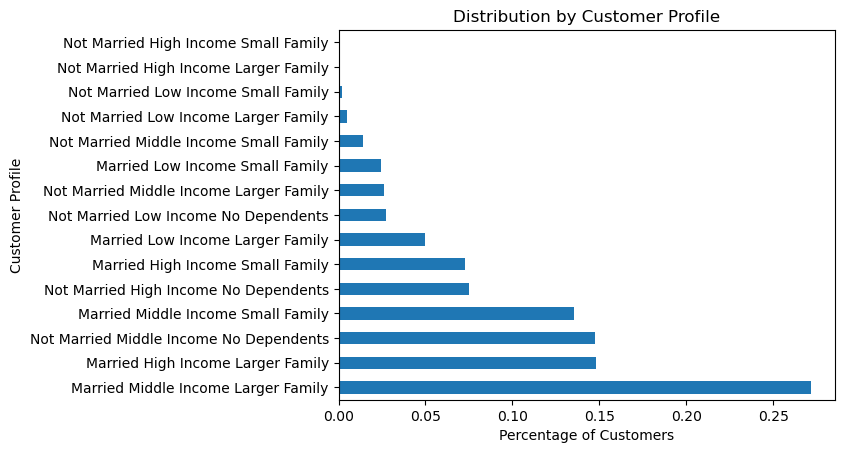 Distribution by Customer Profile
Customer Profile
Not Married High Income Small Family
Not Married High Income Larger Family
Not Married Low Income Small Family
Not Married Low Income Larger Family
Not Married Middle Income Small Family
Married Low Income Small Family
Not Married Middle Income Larger Family
Not Married Low Income No Dependents
Married Low Income Larger Family
Married High Income Small Family
Not Married High Income No Dependents
Married Middle Income Small Family
Not Married Middle Income No Dependents
Married High Income Larger Family
Married Middle Income Larger Family
0.00 0.05 0.10 0.15 0.20 0.25
Percentage of Customers